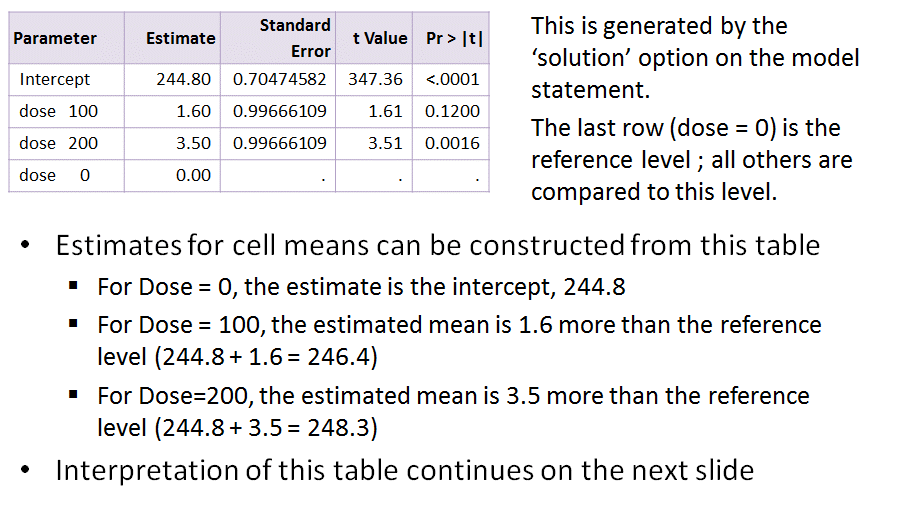 Parameter Estimate Standard Error t Value Pr > |t|
Intercept 244.80 0.70474582 347.36 <.0001
dose 100 1.60 0.99666109 1.61 0.1200
dose 200 3.50 0.99666109 3.51 0.0016
dose 0 0.00 . . .
This is generated by the
‘solution’ option on the model
statement.
The last row (dose = 0) is the
reference level ; all others are
compared to this level.
• Estimates for cell means can be constructed from this table
▪ For Dose = 0, the estimate is the intercept, 244.8
▪ For Dose = 100, the estimated mean is 1.6 more than the reference
level (244.8 + 1.6 = 246.4)
▪ For Dose=200, the estimated mean is 3.5 more than the reference
level (244.8 + 3.5 = 248.3)
• Interpretation of this table continues on the next slide